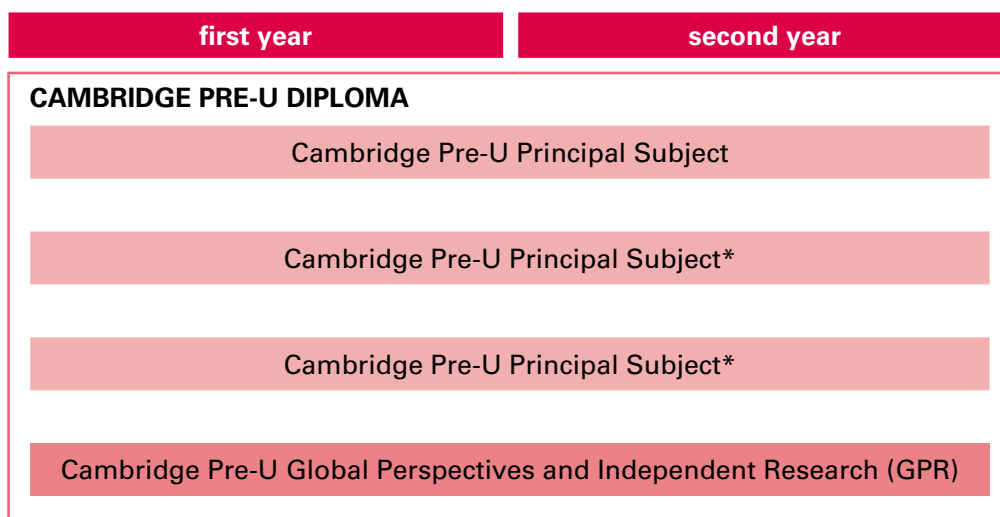 first year
second year
CAMBRIDGE PRE-U DIPLOMA
Cambridge Pre-U Principal Subject
Cambridge Pre-U Principal Subject*
Cambridge Pre-U Principal Subject*
Cambridge Pre-U Global Perspectives and Independent Research (GPR)